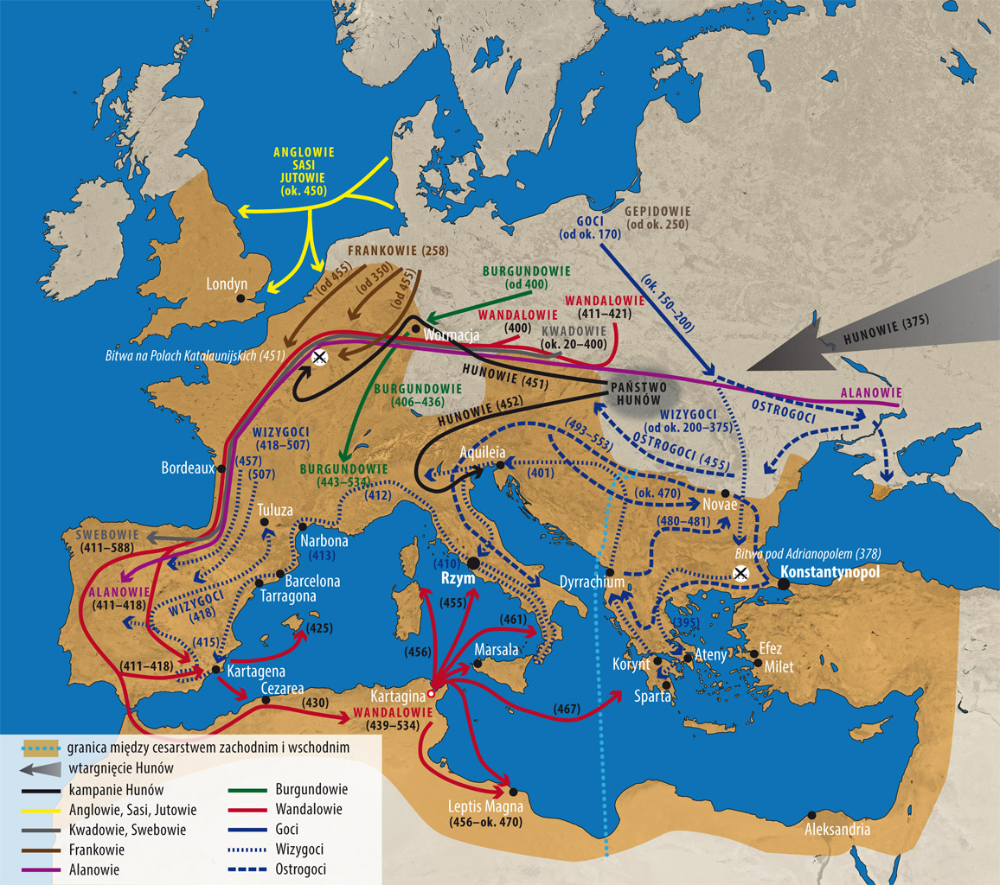 ANGLOWIE
SASI
JUTOWIE
(ok. 450)
GOCI
(od ok. 170)
GEPIDOWIE
(od ok. 250)
FRANKOWIE (258)
(od 455)
(od 350)
(od 455)
BURGUNDOWIE
(od 400)
(ok. 150–200)
Londyn
WANDALOWIE
(400)
WANDALOWIE
(411–421)
KWADOWIE
(ok. 20–400)
HUNOWIE (375)
Wormacja
Bitwa na Polach Katalaunijskich (451)
HUNOWIE (451)
PAŃSTWO
HUNÓW
ALANOWIE
BURGUNDOWIE
(406–436)
HUNOWIE (452)
OSTROGOCI
WIZYGOCI
(od ok. 200–375)
OSTROGOCI (455)
(493–553)
WIZYGOCI
(418–507)
(457)
(507)
Bordeaux
BURGUNDOWIE
(443–534)
(412)
Aquileia
(401)
(ok. 470)
Novae
(480–481)
Tuluza
Narbona
(413)
SWEBOWIE
(411–588)
Bitwa pod Adrianopolem (378)
Konstantynopol
(410)
Rzym
Dyrrachium
Barcelona
Tarragona
ALANOWIE
(411–418)
WIZYGOCI
(418)
(415)
(425)
(455)
(461)
(456)
(395)
Marsala
Korynt
Ateny
Sparta
Efez
Milet
(411–418)
Kartagena
Cezarea
(430)
Kartagina
WANDALOWIE
(439–534)
(467)
Leptis Magna
(456–ok. 470)
Aleksandria
granica między cesarstwem zachodnim i wschodnim
wtargnięcie Hunów
kampanie Hunów
Anglowie, Sasi, Jutowie
Kwadowie, Swebowie
Frankowie
Alanowie
Burgundowie
Wandalowie
Goci
Wizygoci
Ostrogoci